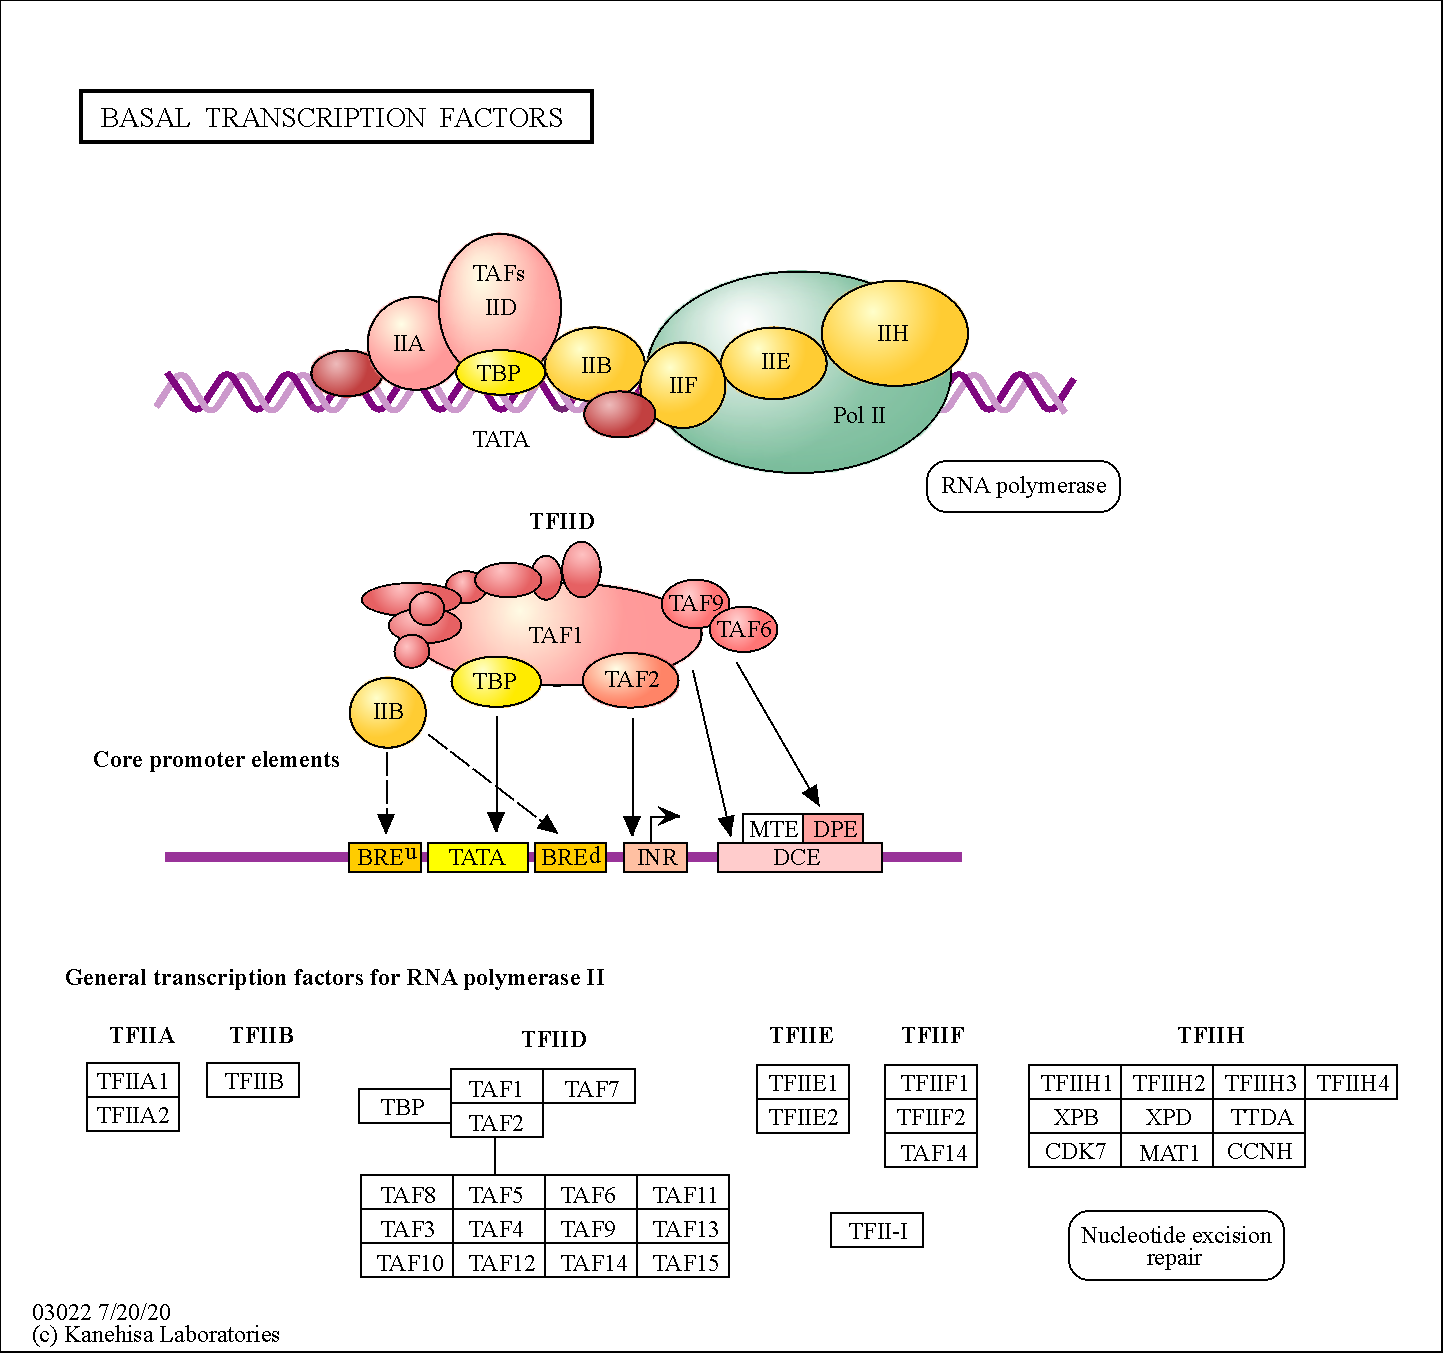 BASAL TRANSCRIPTION FACTORS
TAFs
IID
IIA
TBP
IIB
IIF
IIE
IIH
Pol II
TATA
RNA polymerase
TFIID
TAF9
TAF6
TAF1
TBP
TAF2
IIB
Core promoter elements
MTE DPE
BREu TATA BREd INR DCE
General transcription factors for RNA polymerase II
TFIIA TFIIB TFIID TFIIE TFIIF TFIIH
TFIIA1
TFIIA2
TFIIB
TBP
TAF1 TAF7
TAF2
TAF8 TAF5 TAF6 TAF11
TAF3 TAF4 TAF9 TAF13
TAF10 TAF12 TAF14 TAF15
TFIIE1
TFIIE2
TFIIF1
TFIIF2
TAF14
TFIIH1 TFIIH2 TFIIH3 TFIIH4
XPB XPD TTDA
CDK7 MAT1 CCNH
TFII-I
Nucleotide excision
repair
03022 7/20/20
(c) Kanehisa Laboratories